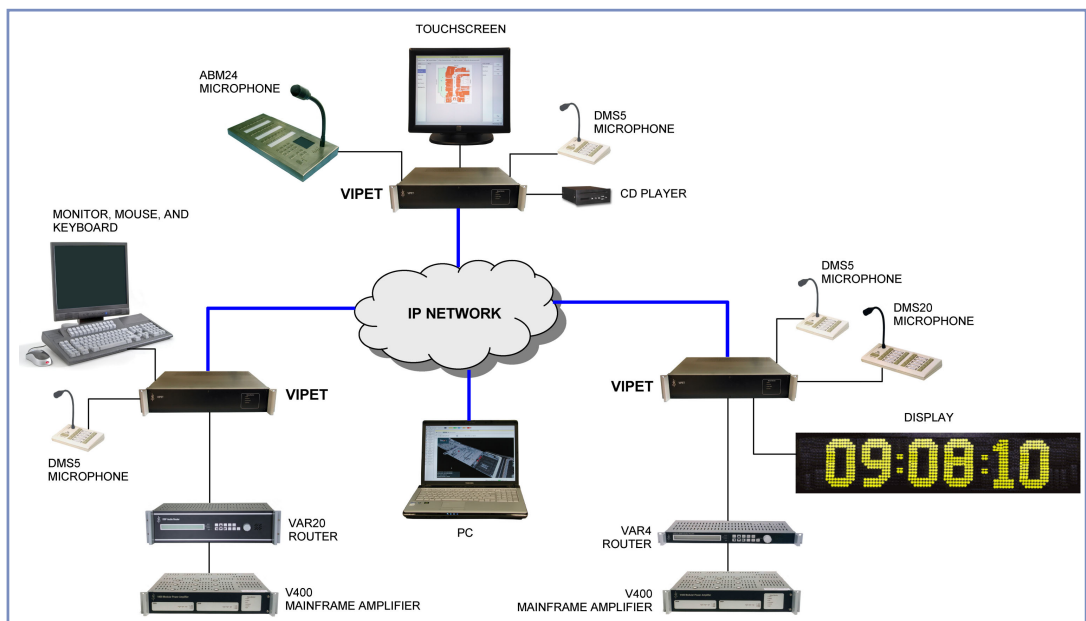 TOUCHSCREEN
ABM24
MICROPHONE
DMS5
MICROPHONE
VIPET
CD PLAYER
MONITOR, MOUSE, AND
KEYBOARD
DMS5
MICROPHONE
DMS20
MICROPHONE
IP NETWORK
VIPET
VIPET
DISPLAY
09:08:10
DMS5
MICROPHONE
VAR20
ROUTER
PC
VAR4
ROUTER
V400
MAINFRAME AMPLIFIER
V400
MAINFRAME AMPLIFIER